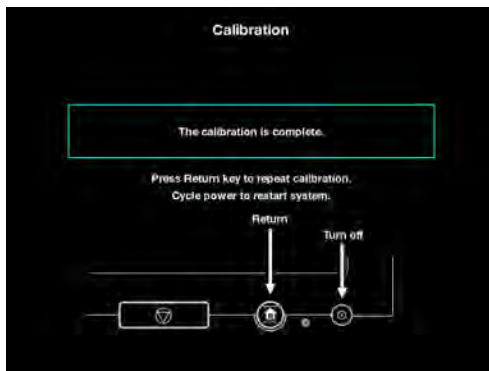 Calibration
The calibration is complete.
Press Return key to repeat calibration.
Cycle power to restart system.
Return
Turn off